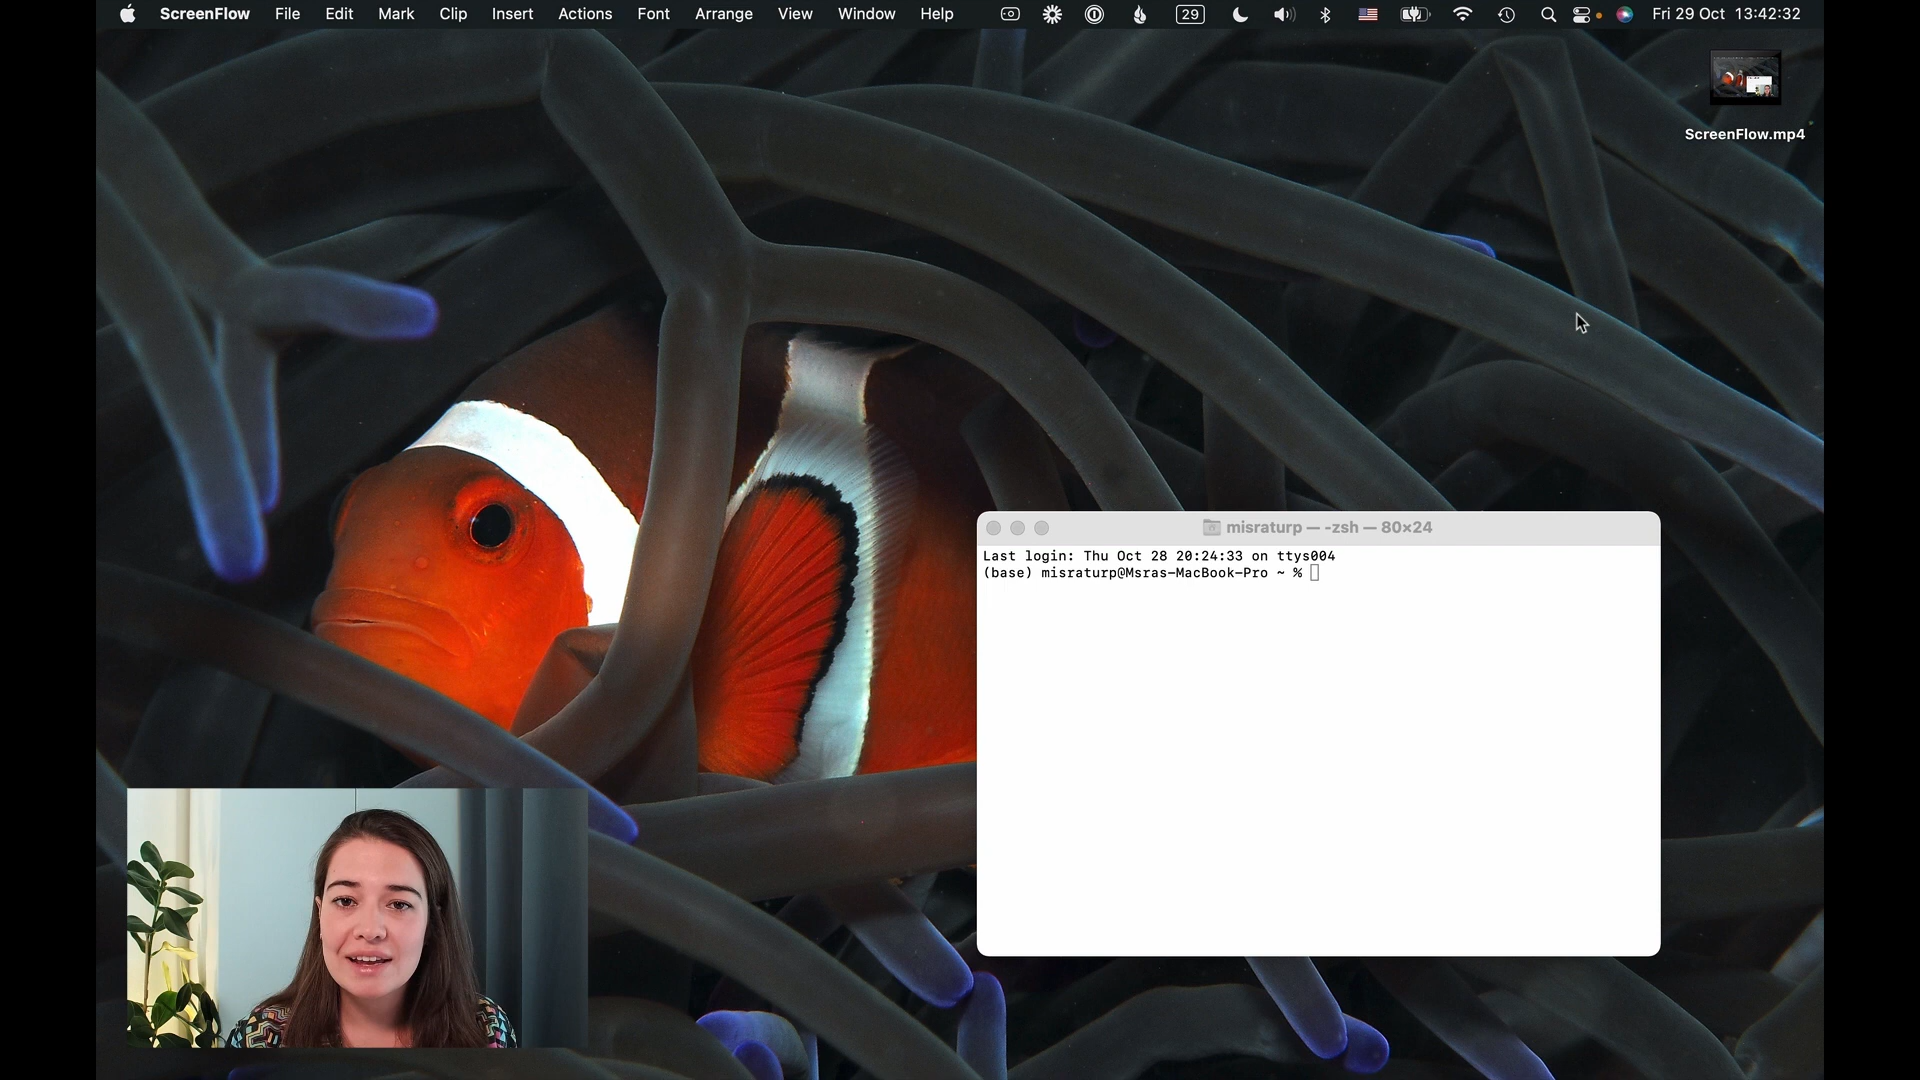 ScreenFlow File Edit Mark Clip Insert Actions Font Arrange View Window Help 29 Fri 29 Oct 13:42:32
ScreenFlow.mp4
misraturp — -zsh — 80×24
Last login: Thu Oct 28 20:24:33 on ttys004
(base) misraturp@Msras-MacBook-Pro ~ %